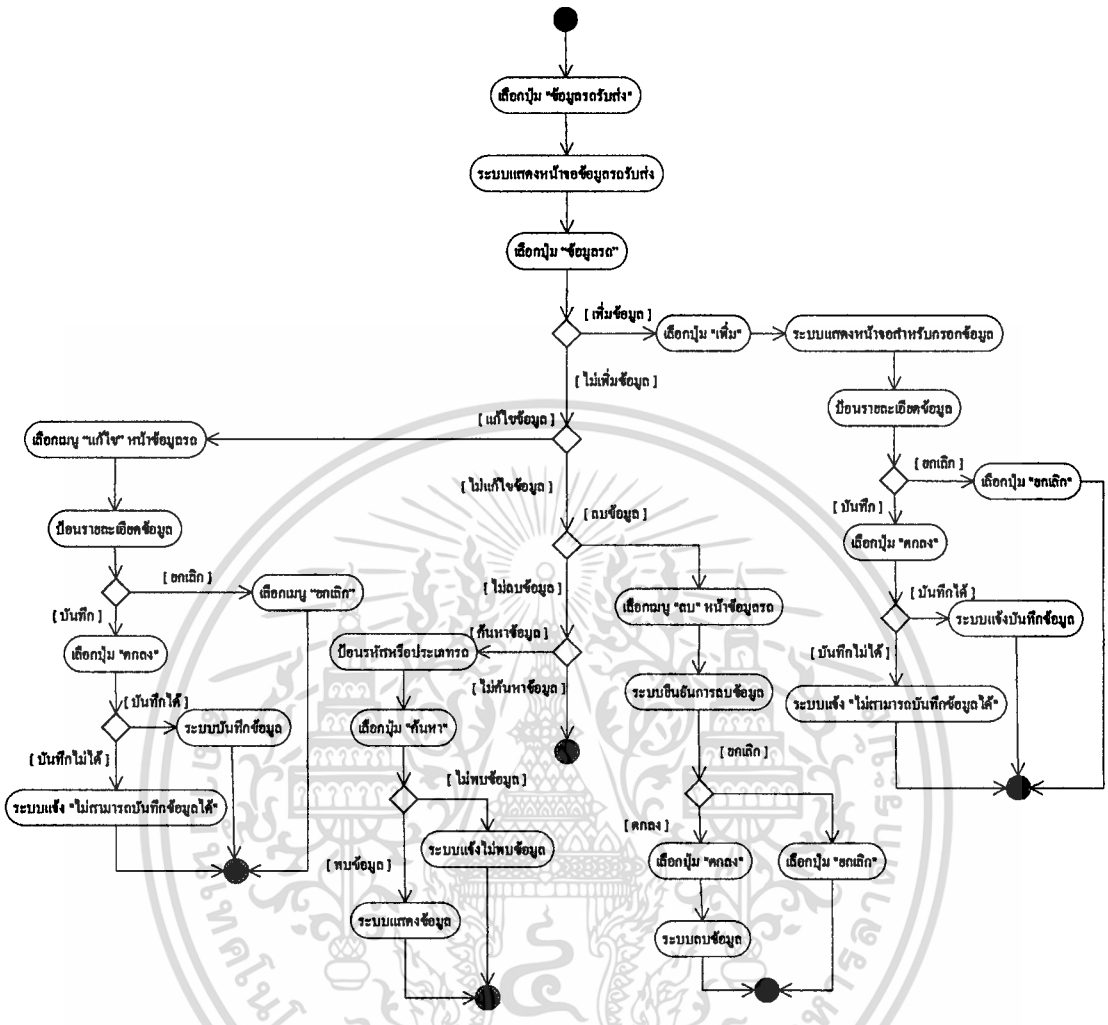 เลือกปุ่ม "ข้อมูลรถรับส่ง"
ระบบแสดงหน้าจอข้อมูลรถรับส่ง
เลือกปุ่ม "ข้อมูลรถ"
[ เพิ่มข้อมูล ]
เลือกปุ่ม "เพิ่ม"
ระบบแสดงหน้าจอสำหรับกรอกข้อมูล
[ ไม่เพิ่มข้อมูล ]
ป้อนรายละเอียดข้อมูล
[ แก้ไขข้อมูล ]
เลือกเมนู "แก้ไข" หน้าข้อมูลรถ
[ ยกเลิก ]
เลือกปุ่ม "ยกเลิก"
[ ไม่แก้ไขข้อมูล ]
[ บันทึก ]
[ ลบข้อมูล ]
ป้อนรายละเอียดข้อมูล
เลือกปุ่ม "ตกลง"
[ ยกเลิก ]
เลือกเมนู "ยกเลิก"
[ ไม่ลบข้อมูล ]
เลือกเมนู "ลบ" หน้าข้อมูลรถ
[ บันทึกได้ ]
ระบบแจ้งบันทึกข้อมูล
[ บันทึก ]
[ ค้นหาข้อมูล ]
เลือกปุ่ม "ตกลง"
ป้อนรหัสหรือประเภทรถ
[ บันทึกไม่ได้ ]
[ ไม่ค้นหาข้อมูล ]
ระบบยืนยันการลบข้อมูล
ระบบแจ้ง "ไม่สามารถบันทึกข้อมูลได้"
[ บันทึกได้ ]
ระบบบันทึกข้อมูล
เลือกปุ่ม "ค้นหา"
[ บันทึกไม่ได้ ]
[ ไม่พบข้อมูล ]
[ ยกเลิก ]
ระบบแจ้ง "ไม่สามารถบันทึกข้อมูลได้"
[ ตกลง ]
ระบบแจ้งไม่พบข้อมูล
เลือกปุ่ม "ตกลง"
เลือกปุ่ม "ยกเลิก"
[ พบข้อมูล ]
ระบบแสดงข้อมูล
ระบบลบข้อมูล